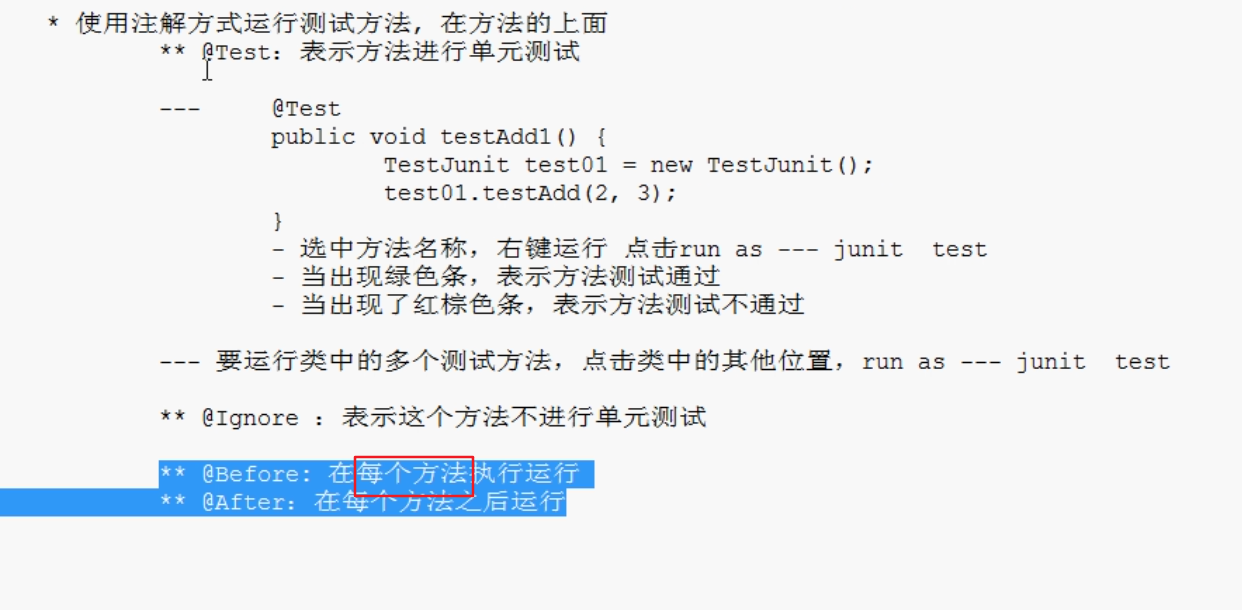 * 使用注解方式运行测试方法, 在方法的上面
** @Test: 表示方法进行单元测试
--- @Test
public void testAdd1() {
TestJunit test01 = new TestJunit();
test01.testAdd(2, 3);
}
- 选中方法名称，右键运行 点击run as --- junit test
- 当出现绿色条，表示方法测试通过
- 当出现了红棕色条，表示方法测试不通过
--- 要运行类中的多个测试方法，点击类中的其他位置，run as --- junit test
** @Ignore : 表示这个方法不进行单元测试
** @Before: 在每个方法执行运行
** @After: 在每个方法之后运行